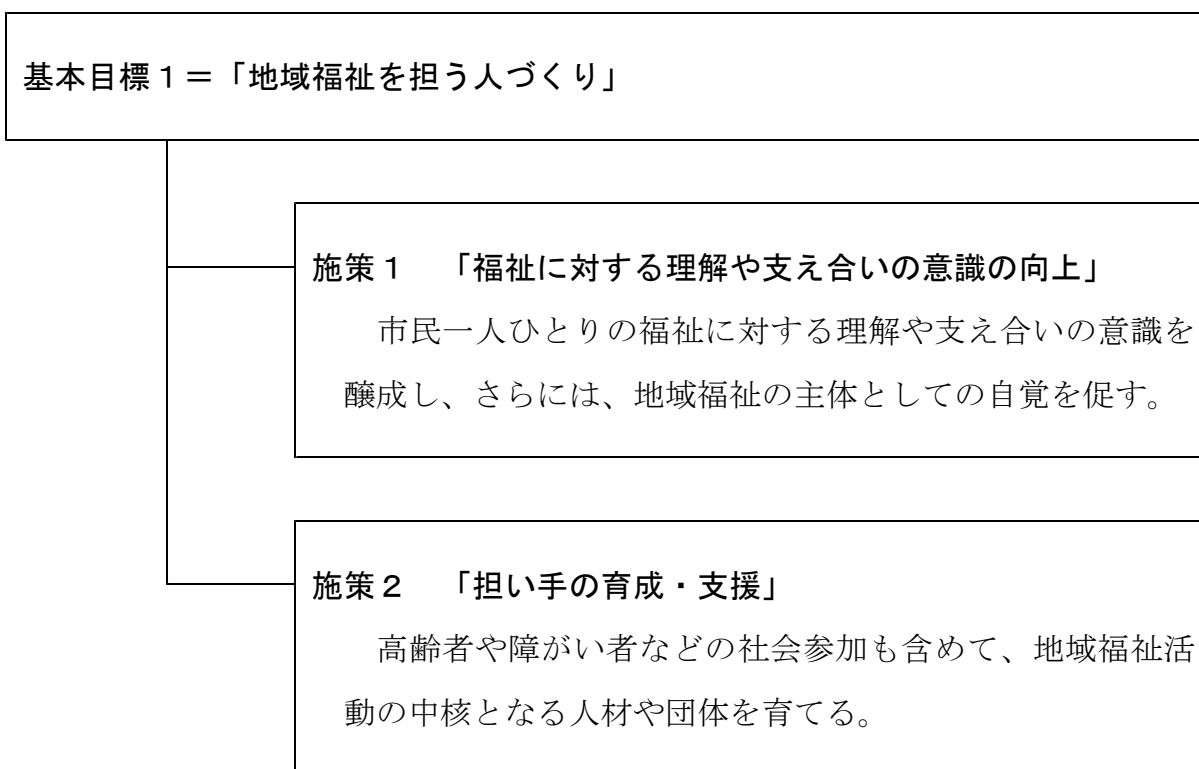 基本目標１＝「地域福祉を担う人づくり」
施策１　「福祉に対する理解や支え合いの意識の向上」
市民一人ひとりの福祉に対する理解や支え合いの意識を
醸成し、さらには、地域福祉の主体としての自覚を促す。
施策２　「担い手の育成・支援」
高齢者や障がい者などの社会参加も含めて、地域福祉活
動の中核となる人材や団体を育てる。